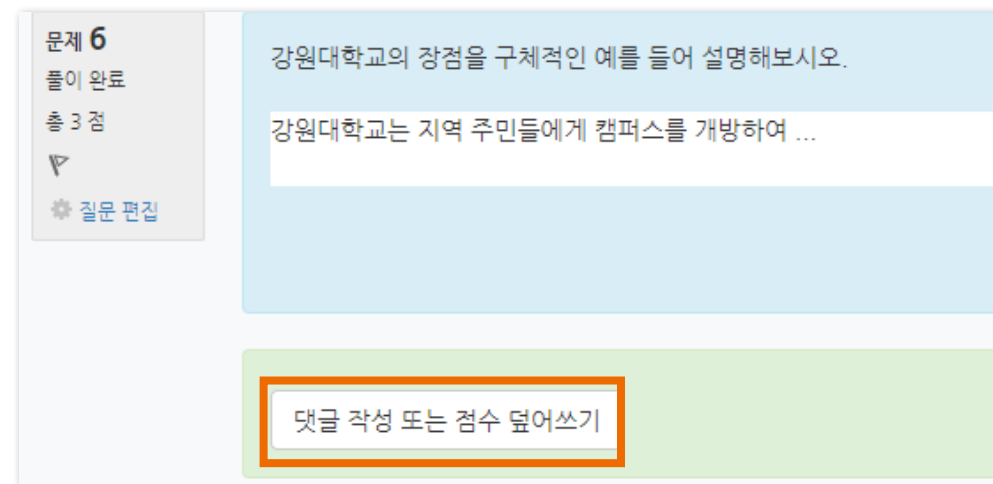 문제 6
풀이 완료
총 3 점
질문 편집
강원대학교의 장점을 구체적인 예를 들어 설명해보시오.
강원대학교는 지역 주민들에게 캠퍼스를 개방하여 ...
댓글 작성 또는 점수 덮어쓰기